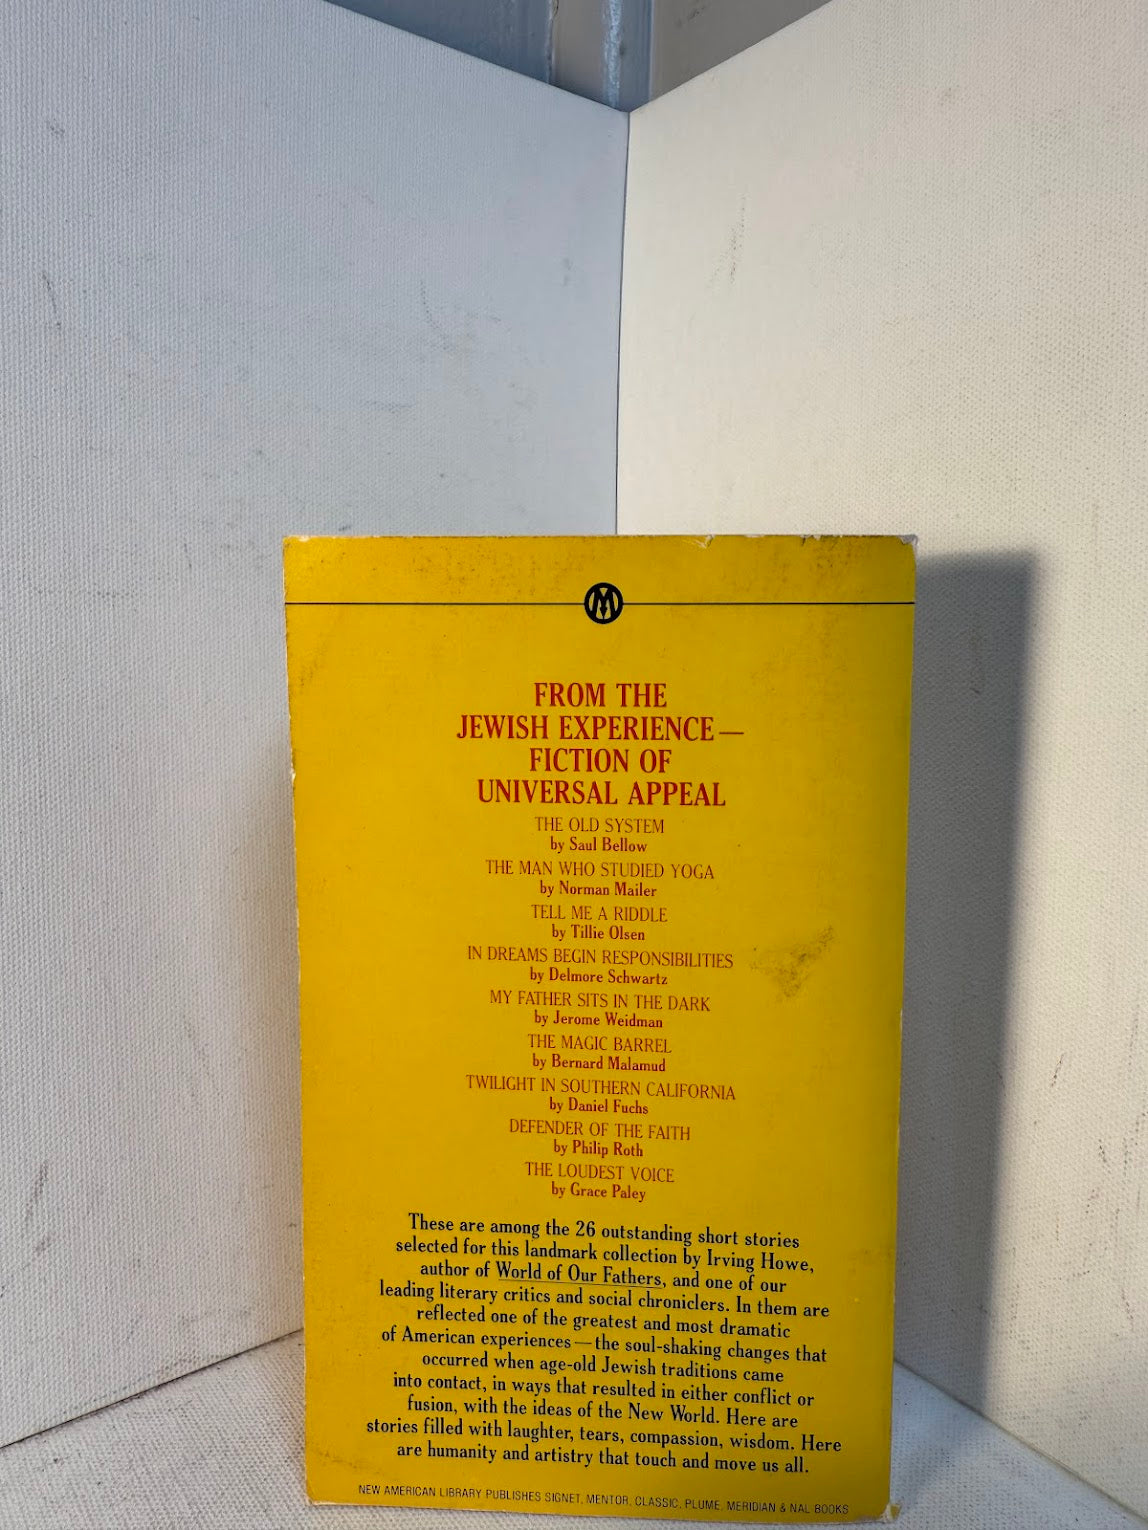 M
FROM THE
JEWISH EXPERIENCE—
FICTION OF
UNIVERSAL APPEAL
THE OLD SYSTEM
by Saul Bellow
THE MAN WHO STUDIED YOGA
by Norman Mailer
TELL ME A RIDDLE
by Tillie Olsen
IN DREAMS BEGIN RESPONSIBILITIES
by Delmore Schwartz
MY FATHER SITS IN THE DARK
by Jerome Weidman
THE MAGIC BARREL
by Bernard Malamud
TWILIGHT IN SOUTHERN CALIFORNIA
by Daniel Fuchs
DEFENDER OF THE FAITH
by Philip Roth
THE LOUDEST VOICE
by Grace Paley
These are among the 26 outstanding short stories
selected for this landmark collection by Irving Howe,
author of World of Our Fathers, and one of our
leading literary critics and social chroniclers. In them are
reflected one of the greatest and most dramatic
of American experiences—the soul-shaking changes that
occurred when age-old Jewish traditions came
into contact, in ways that resulted in either conflict or
fusion, with the ideas of the New World. Here are
stories filled with laughter, tears, compassion, wisdom. Here
are humanity and artistry that touch and move us all.
NEW AMERICAN LIBRARY PUBLISHES SIGNET, MENTOR, CLASSIC, PLUME, MERIDIAN & NAL BOOKS